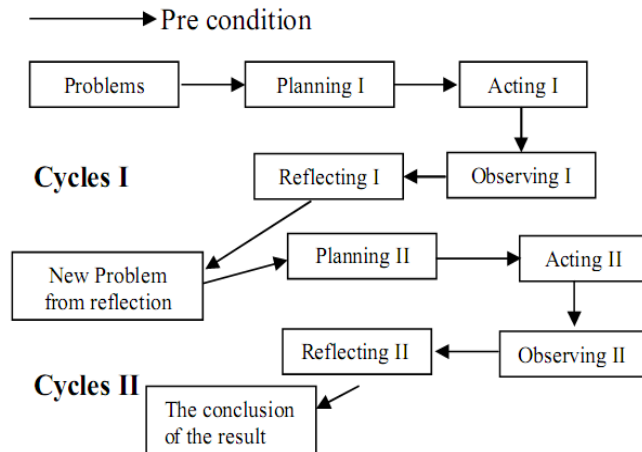 Pre condition
Problems
Planning I
Acting I
Cycles I
Reflecting I
Observing I
New Problem
from reflection
Planning II
Acting II
Reflecting II
Observing II
Cycles II
The conclusion
of the result